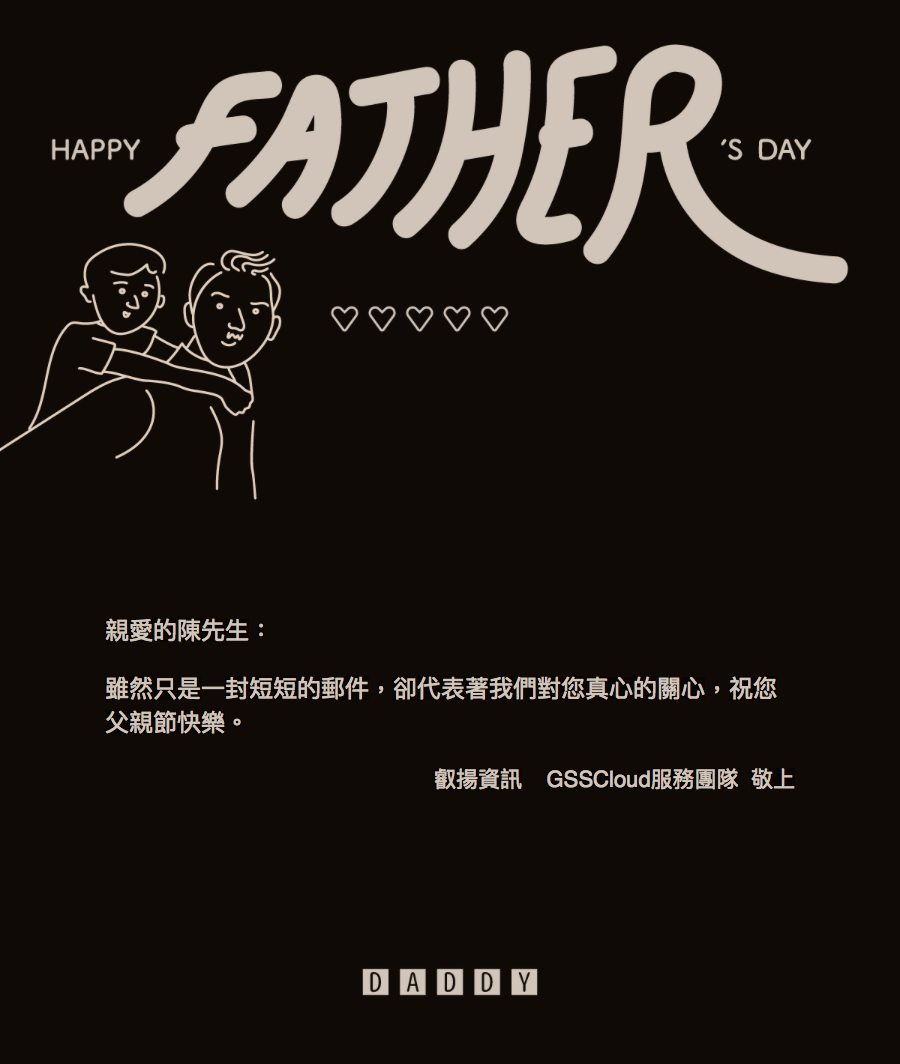 HAPPY FATHER'S DAY
♡♡♡♡♡
親愛的陳先生：
雖然只是一封短短的郵件，卻代表著我們對您真心的關心，祝您
父親節快樂。
叡揚資訊　GSSCloud服務團隊 敬上
DADDY